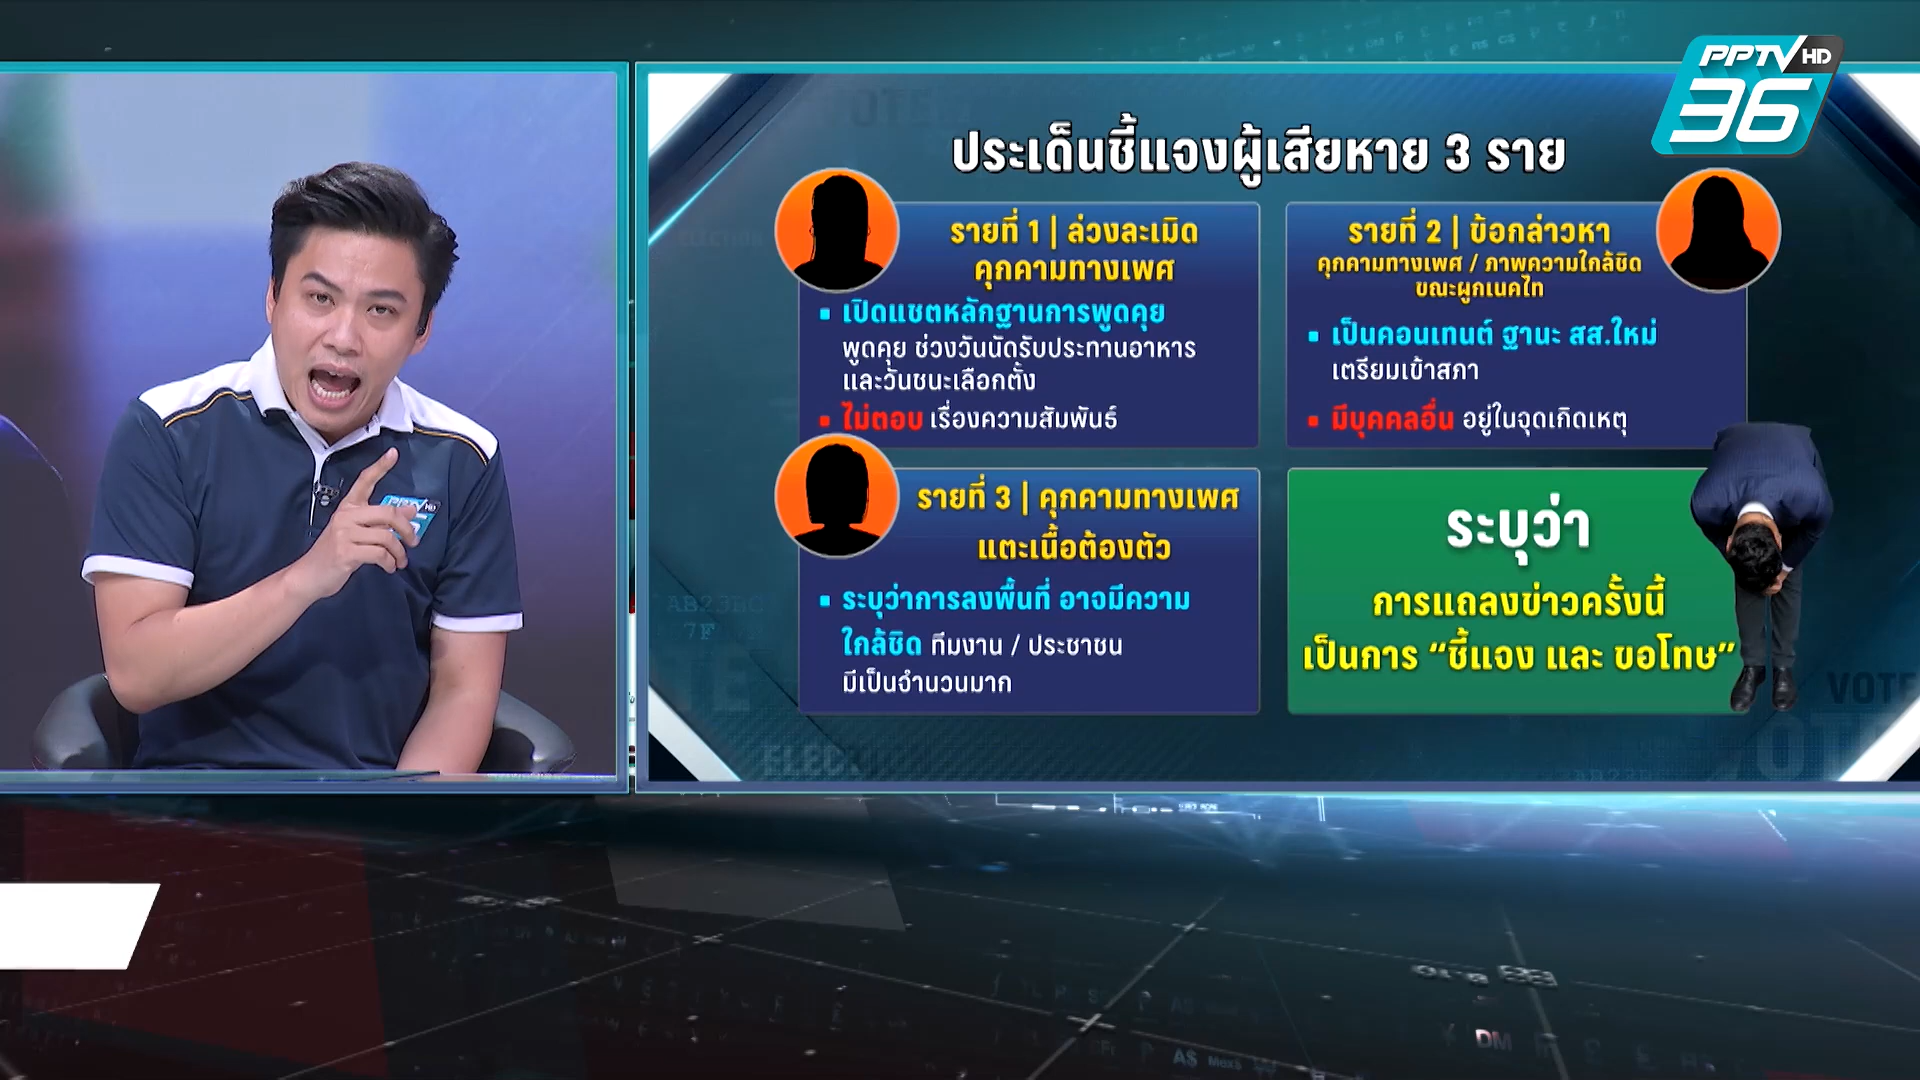 PPTV HD
36
ประเด็นชี้แจงผู้เสียหาย 3 ราย
รายที่ 1 | ล่วงละเมิด
คุกคามทางเพศ
เปิดแชตหลักฐานการพูดคุย
พูดคุย ช่วงวันนัดรับประทานอาหาร
และวันชนะเลือกตั้ง
ไม่ตอบ เรื่องความสัมพันธ์
รายที่ 2 | ข้อกล่าวหา
คุกคามทางเพศ / ภาพความใกล้ชิด
ขณะผูกเนคไท
เป็นคอนเทนต์ ฐานะ สส.ใหม่
เตรียมเข้าสภา
มีบุคคลอื่น อยู่ในจุดเกิดเหตุ
รายที่ 3 | คุกคามทางเพศ
แตะเนื้อต้องตัว
ระบุว่าการลงพื้นที่ อาจมีความ
ใกล้ชิด ทีมงาน / ประชาชน
มีเป็นจำนวนมาก
ระบุว่า
การแถลงข่าวครั้งนี้
เป็นการ “ชี้แจง และ ขอโทษ”
PPTV HD
VOTE